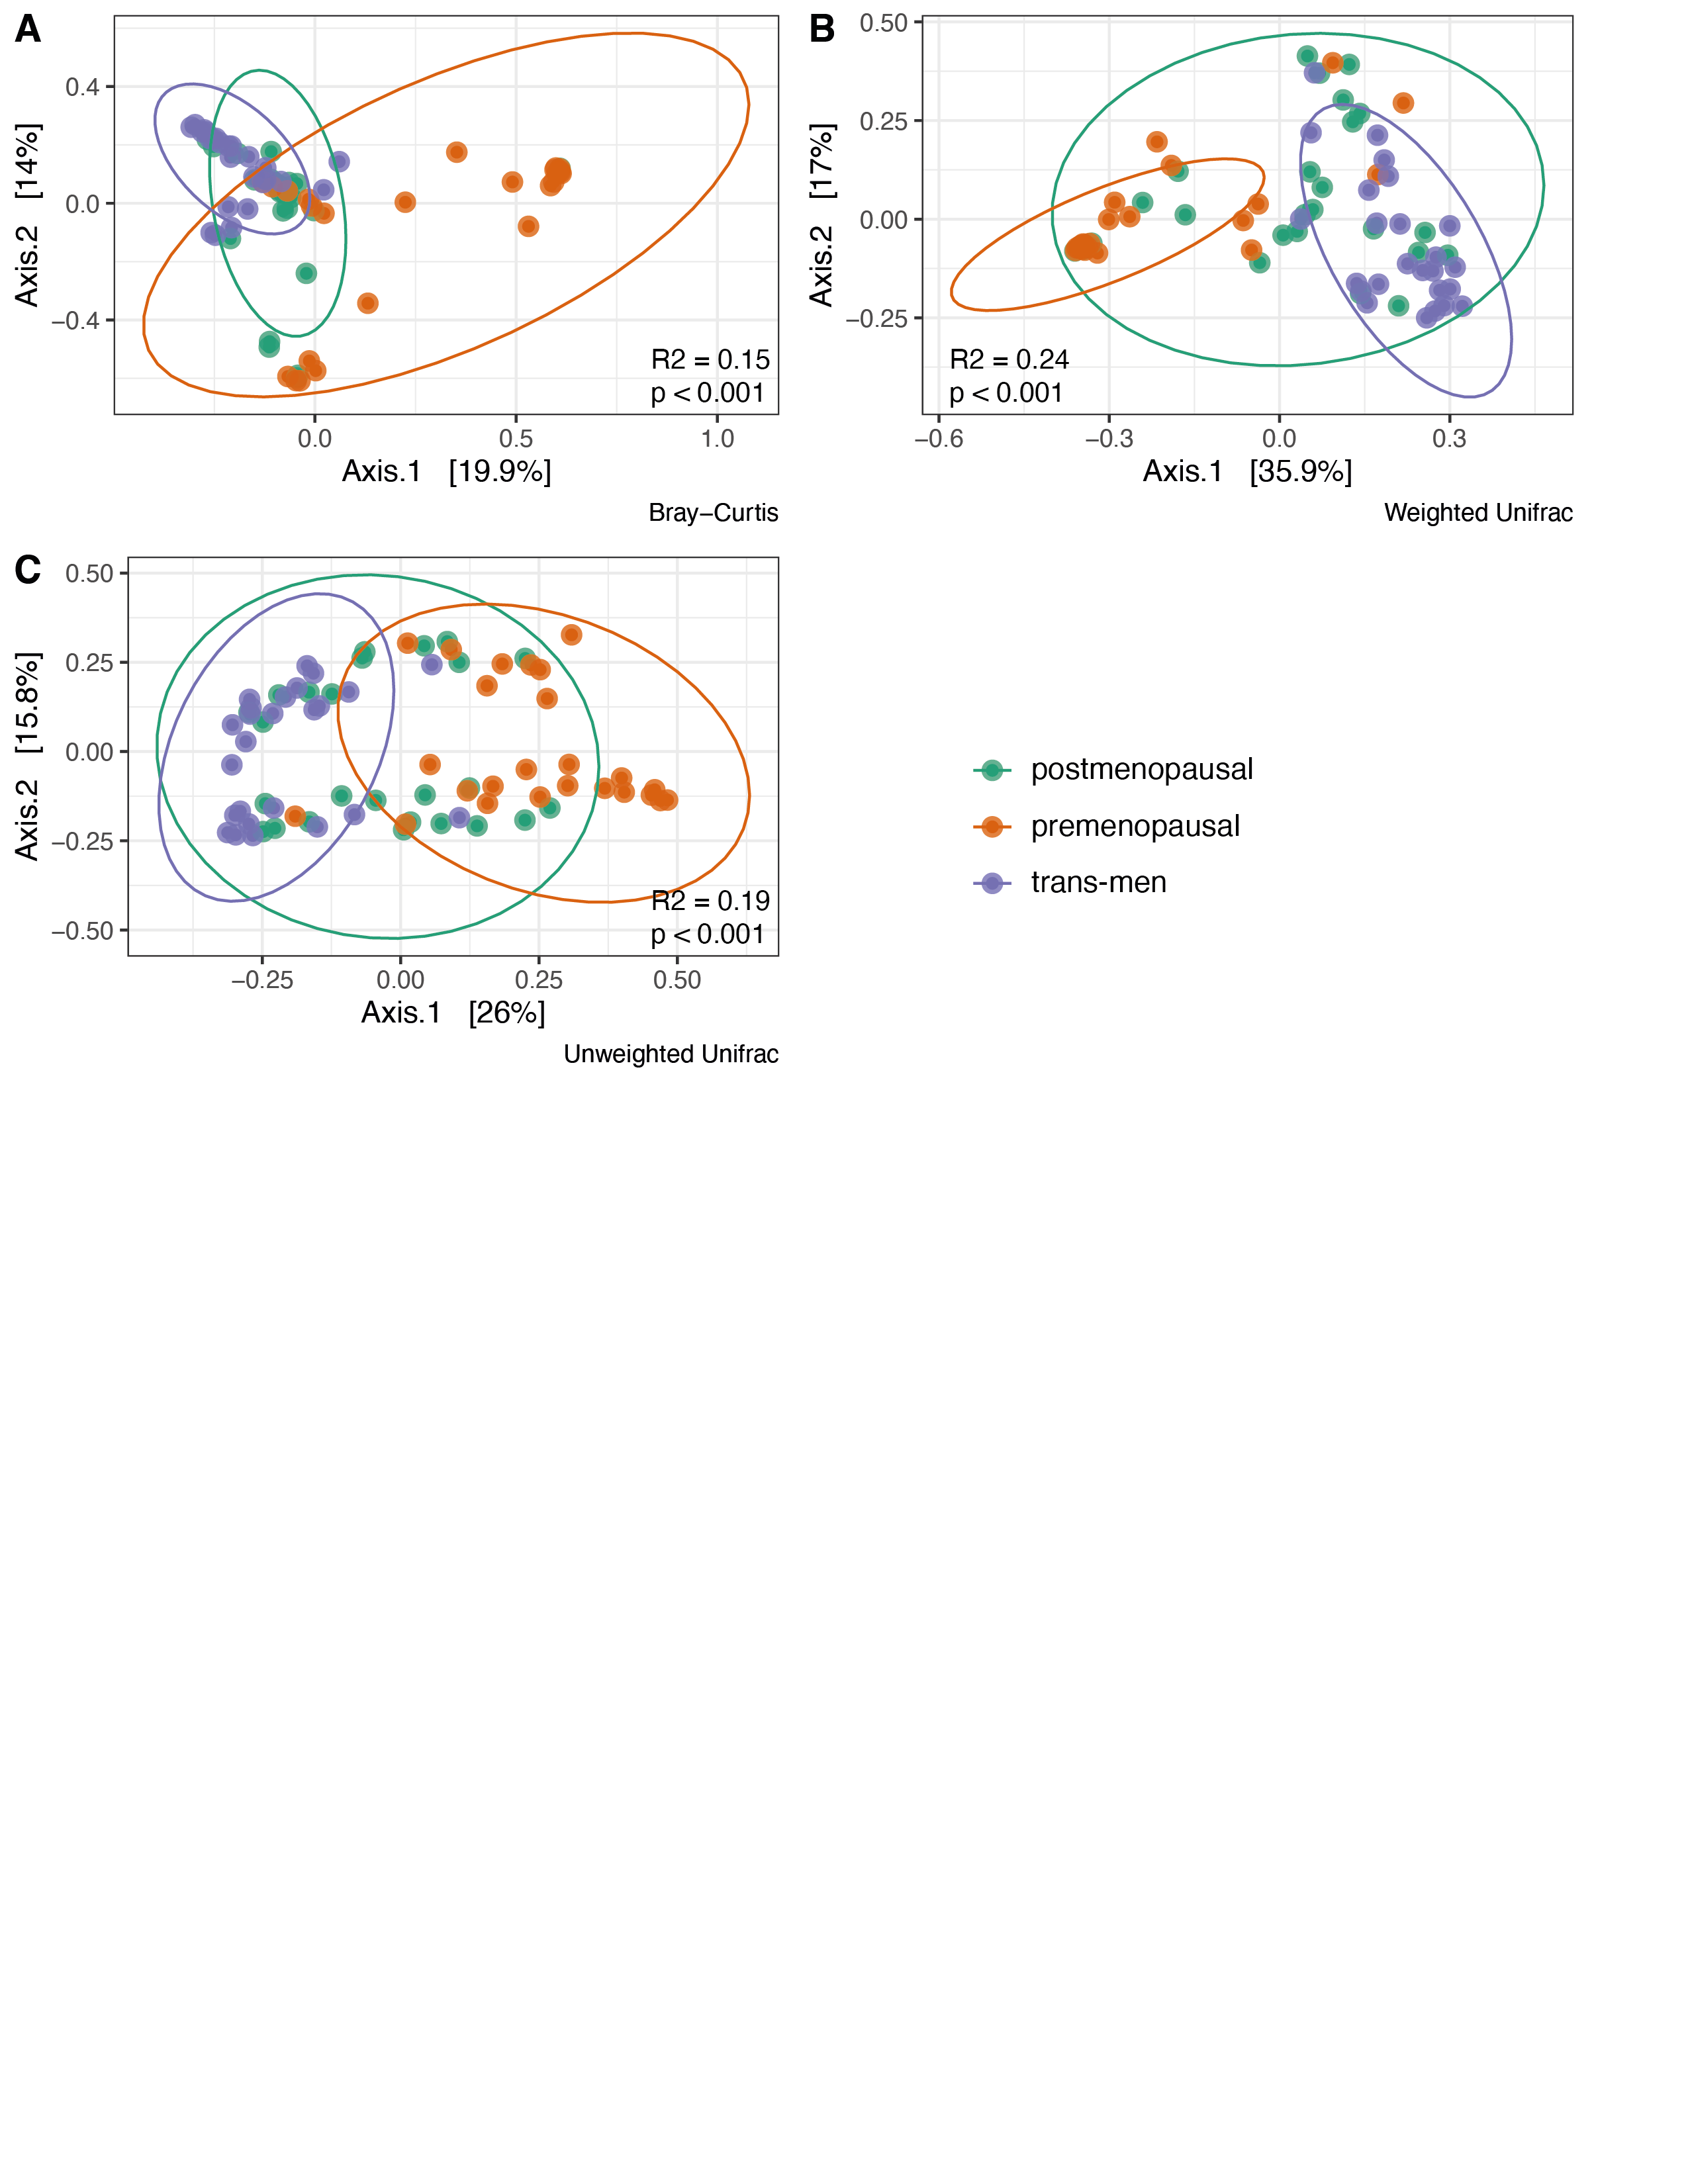 A
Axis.2 [14%]
0.4
0.0
−0.4
R2 = 0.15
p < 0.001
0.0 0.5 1.0
Axis.1 [19.9%]
Bray−Curtis
B
Axis.2 [17%]
0.50
0.25
0.00
−0.25
R2 = 0.24
p < 0.001
−0.6 −0.3 0.0 0.3
Axis.1 [35.9%]
Weighted Unifrac
C
Axis.2 [15.8%]
0.50
0.25
0.00
−0.25
−0.50
R2 = 0.19
p < 0.001
−0.25 0.00 0.25 0.50
Axis.1 [26%]
Unweighted Unifrac
postmenopausal
premenopausal
trans-men